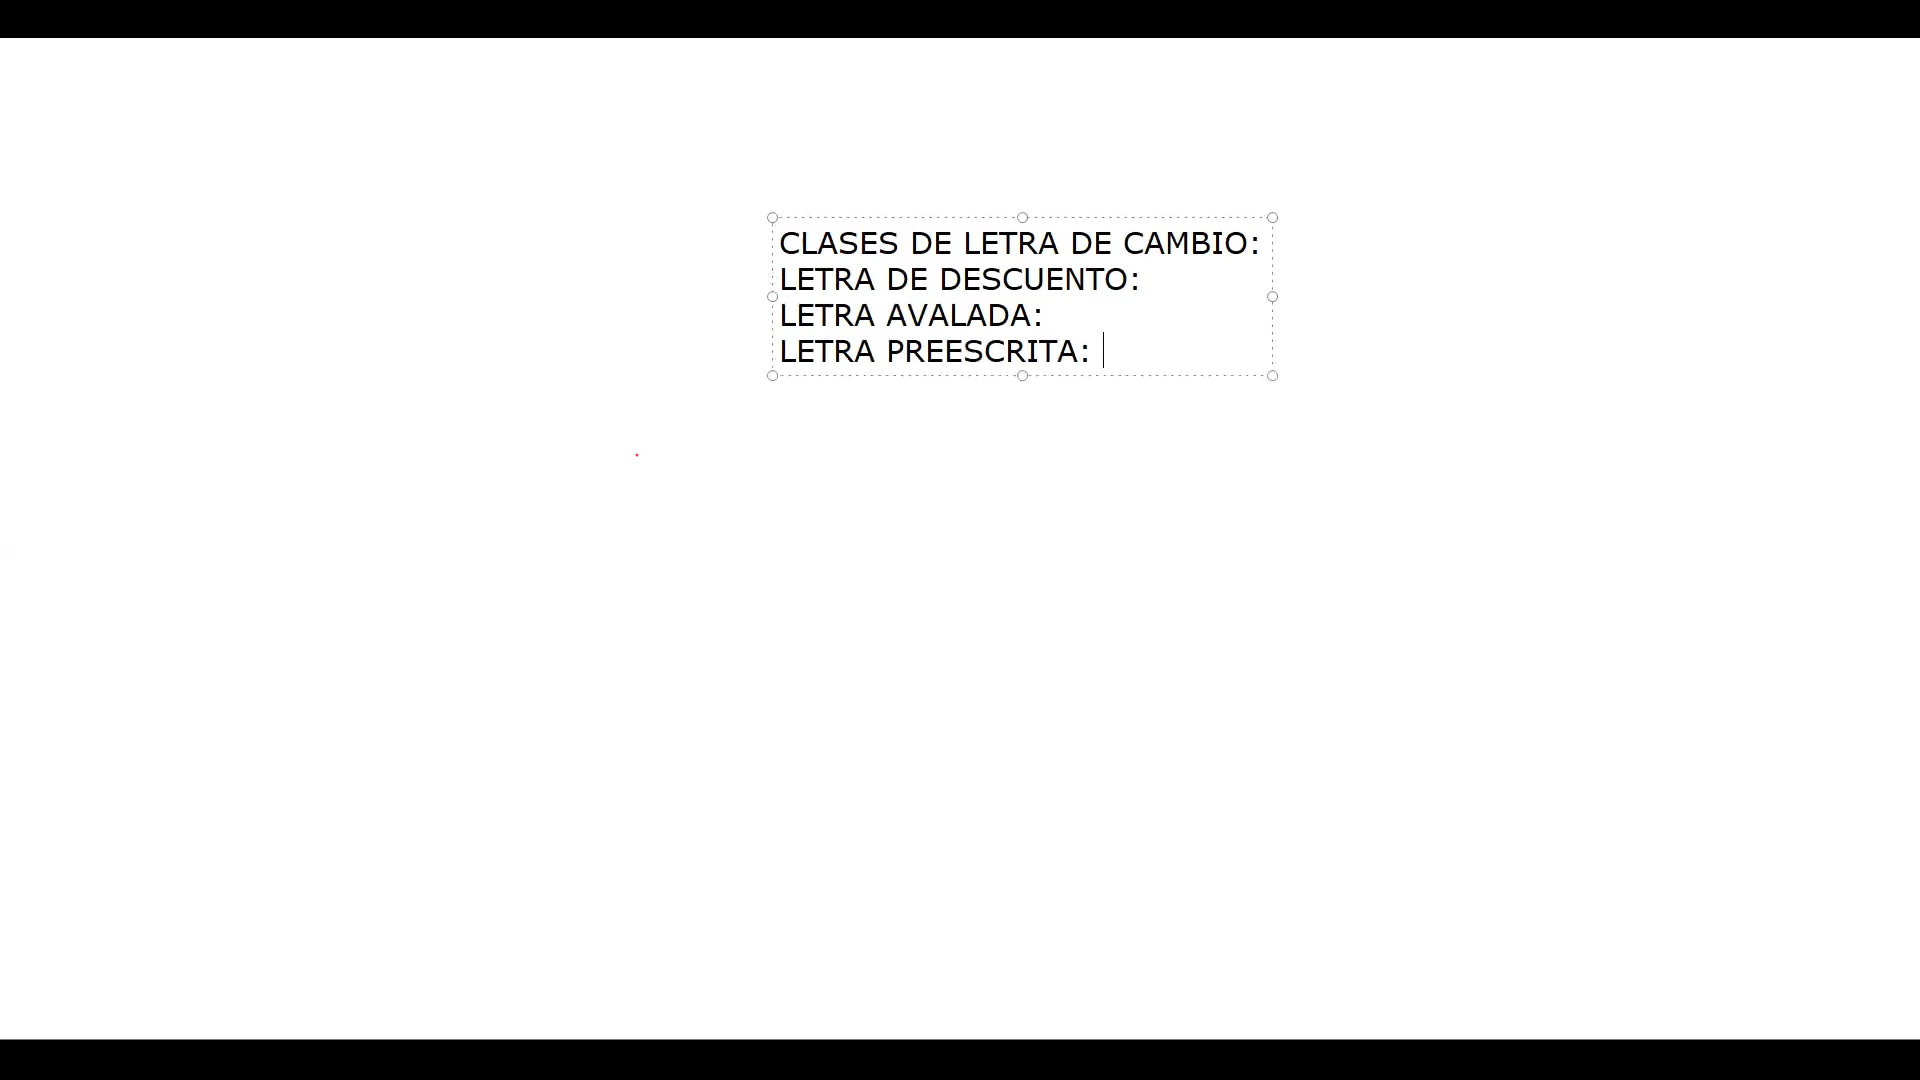 CLASES DE LETRA DE CAMBIO:
LETRA DE DESCUENTO:
LETRA AVALADA:
LETRA PREESCRITA: